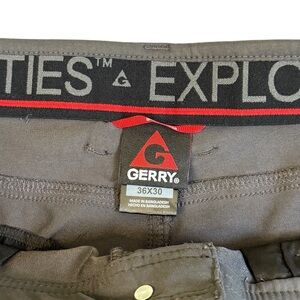 TIES™ EXPLO
GERRY®
36X30
MADE IN BANGLADESH
HECHO EN BANGLADESH